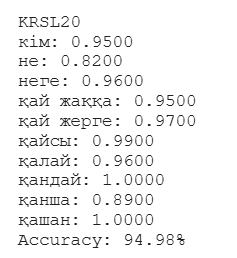 KRSL20
кім: 0.9500
не: 0.8200
неге: 0.9600
қай жаққа: 0.9500
қай жерге: 0.9700
қайсы: 0.9900
қалай: 0.9600
қандай: 1.0000
қанша: 0.8900
қашан: 1.0000
Accuracy: 94.98%